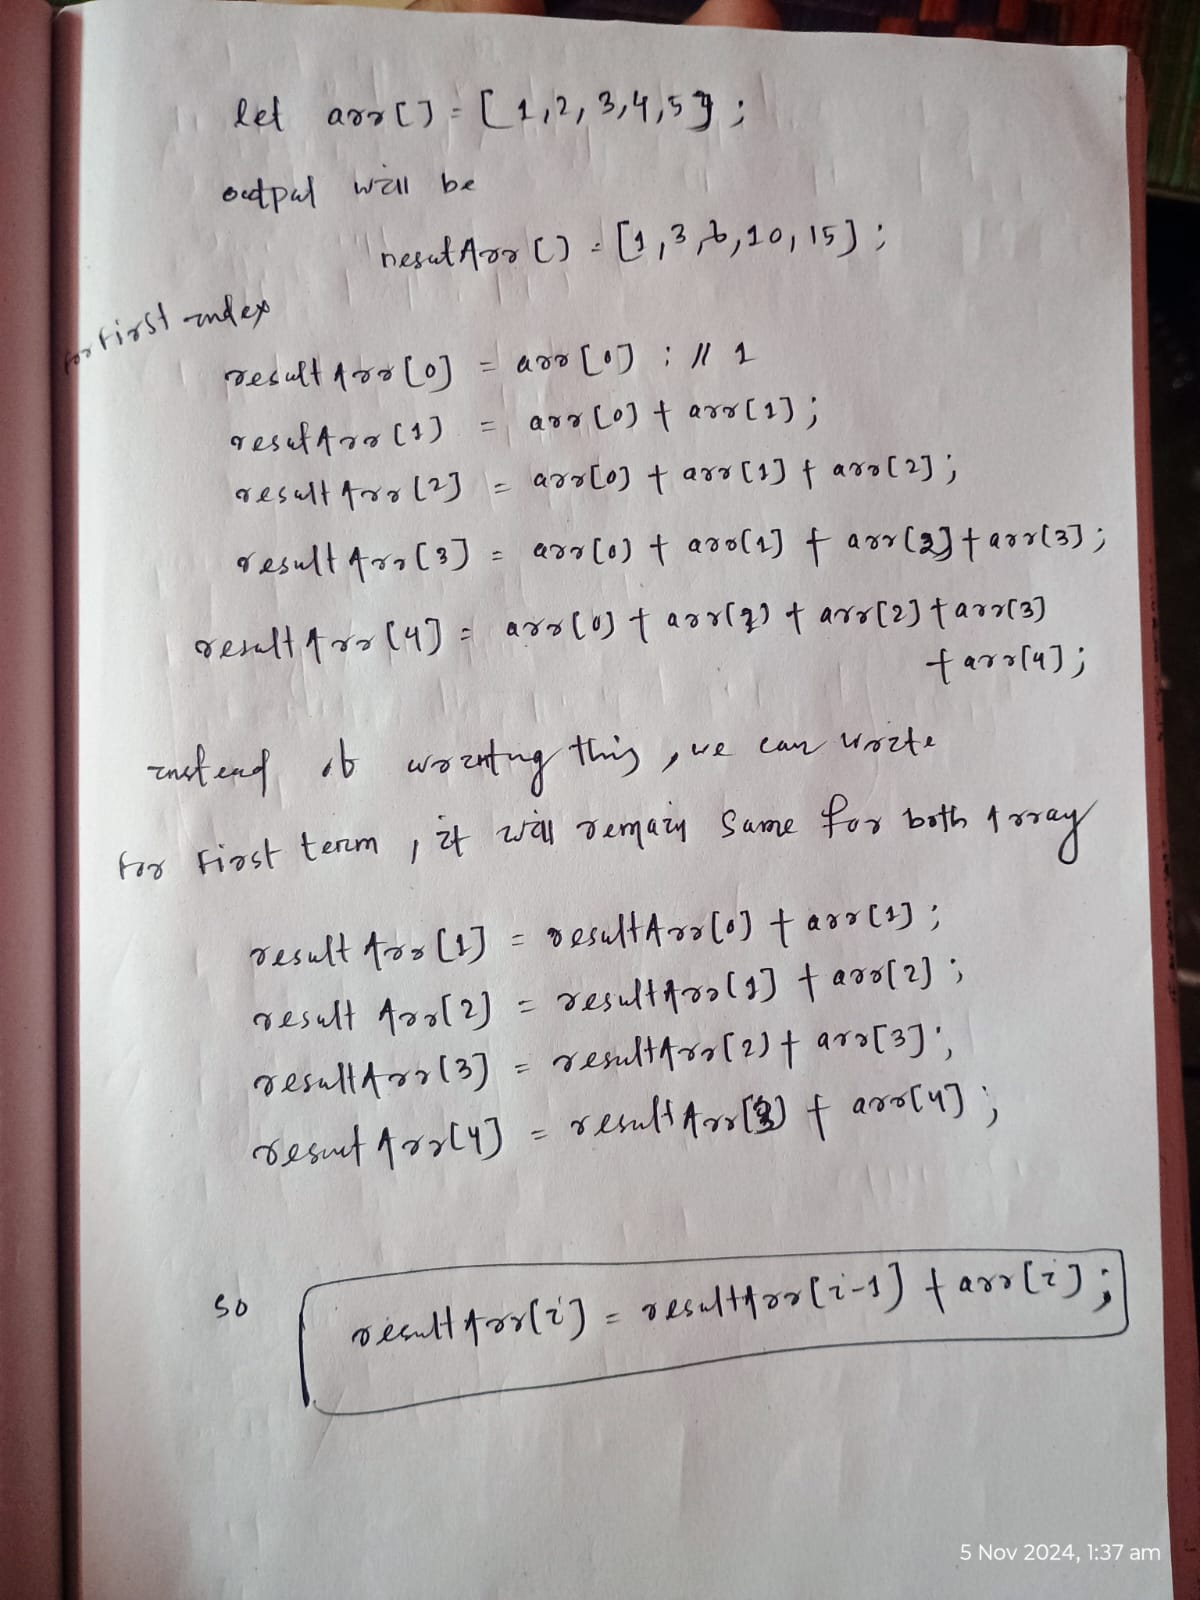 let arr[] = [1,2,3,4,5];
output will be
resutArr[] = [1,3,6,10,15];
for First index
resultArr[0] = arr[0] ; // 1
resutArr[1] = arr[0] + arr[1];
resultArr[2] = arr[0] + arr[1] + arr[2];
resultArr[3] = arr[0] + arr[1] + arr[2] + arr[3];
resultArr[4] = arr[0] + arr[1] + arr[2] + arr[3]
+ arr[4];
instead of writing this, we can write
for first term, it will remain same for both Array
resultArr[1] = resultArr[0] + arr[1];
result Arr[2] = resultArr[1] + arr[2];
resultArr[3] = resultArr[2] + arr[3];
resultArr[4] = resultArr[3] + arr[4];
so resultArr[i] = resultArr[i-1] + arr[i];
5 Nov 2024, 1:37 am